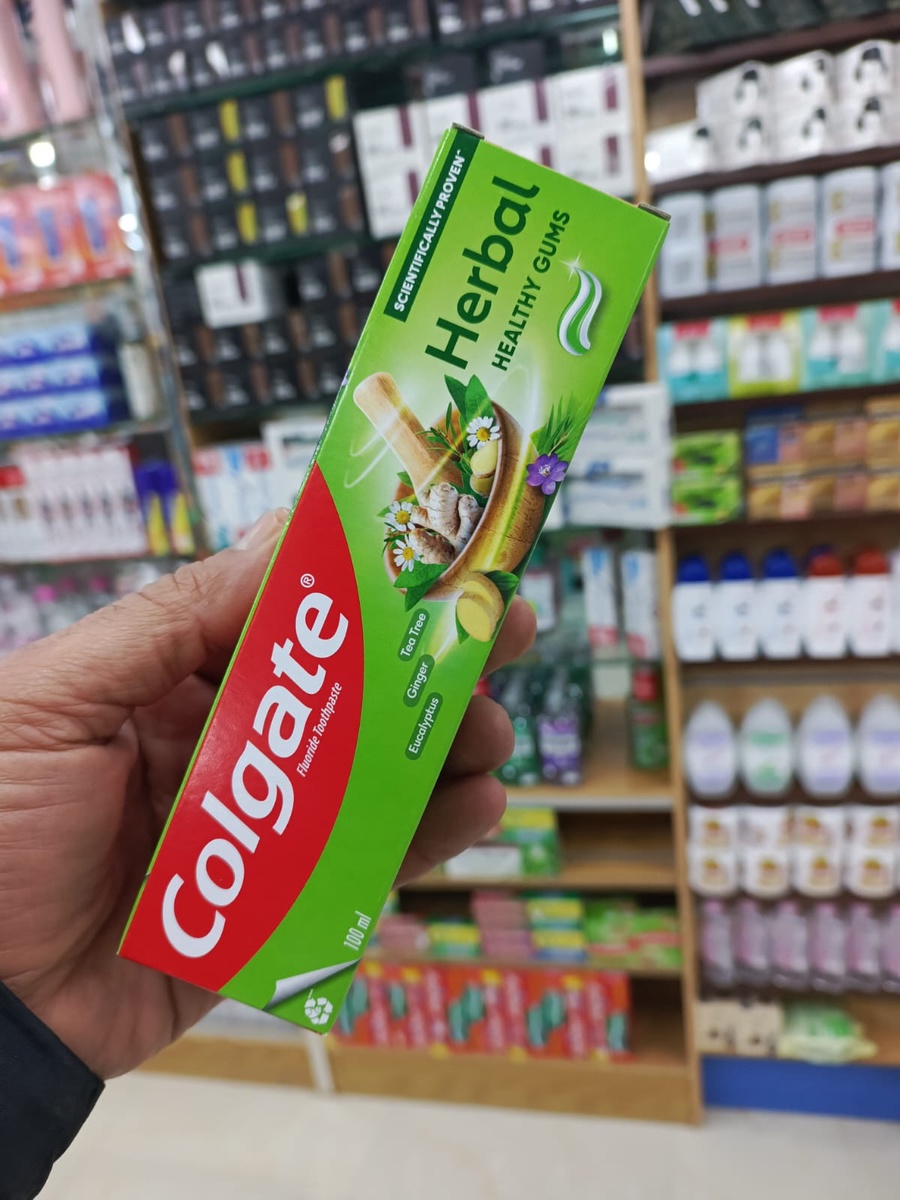 SCIENTIFICALLY PROVEN^
Herbal
HEALTHY GUMS
Tea Tree
Ginger
Eucalyptus
Colgate®
Fluoride Toothpaste
100 ml